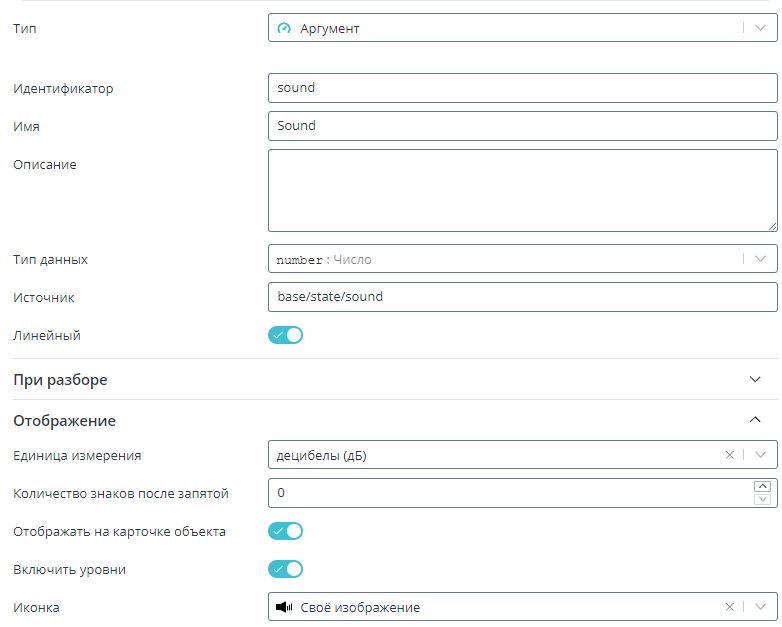 Тип
Аргумент
Идентификатор
sound
Имя
Sound
Описание
Тип данных
number : Число
Источник
base/state/sound
Линейный
При разборе
Отображение
Единица измерения
децибелы (дБ)
Количество знаков после запятой
0
Отображать на карточке объекта
Включить уровни
Иконка
Своё изображение